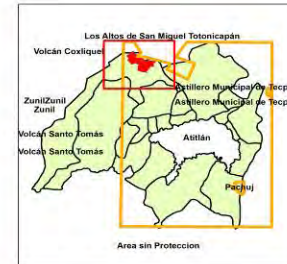 Los Altos de San Miguel Totonicapán
Volcán Coxliquel
Astillero Municipal de Tecp
Astillero Municipal de Tecp
ZunilZunil
Zunil
Volcán Santo Tomás
Atitlán
Volcán Santo Tomás
Pachuj
Area sin Proteccion